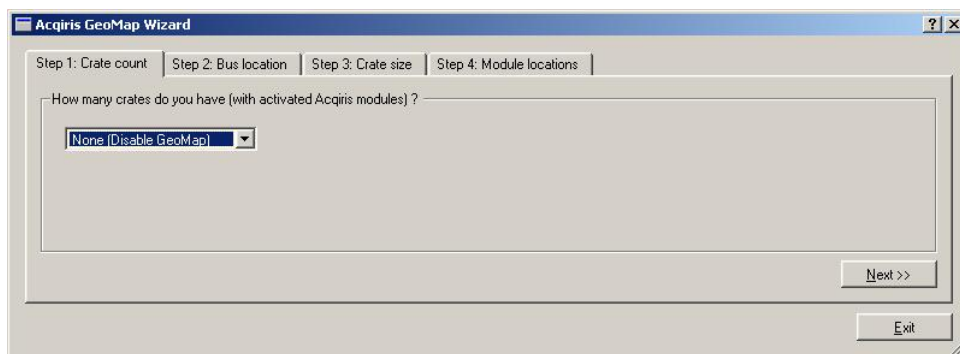 Acqiris GeoMap Wizard
Step 1: Crate count Step 2: Bus location Step 3: Crate size Step 4: Module locations
How many crates do you have (with activated Acqiris modules) ?
None (Disable GeoMap)
Next >>
Exit